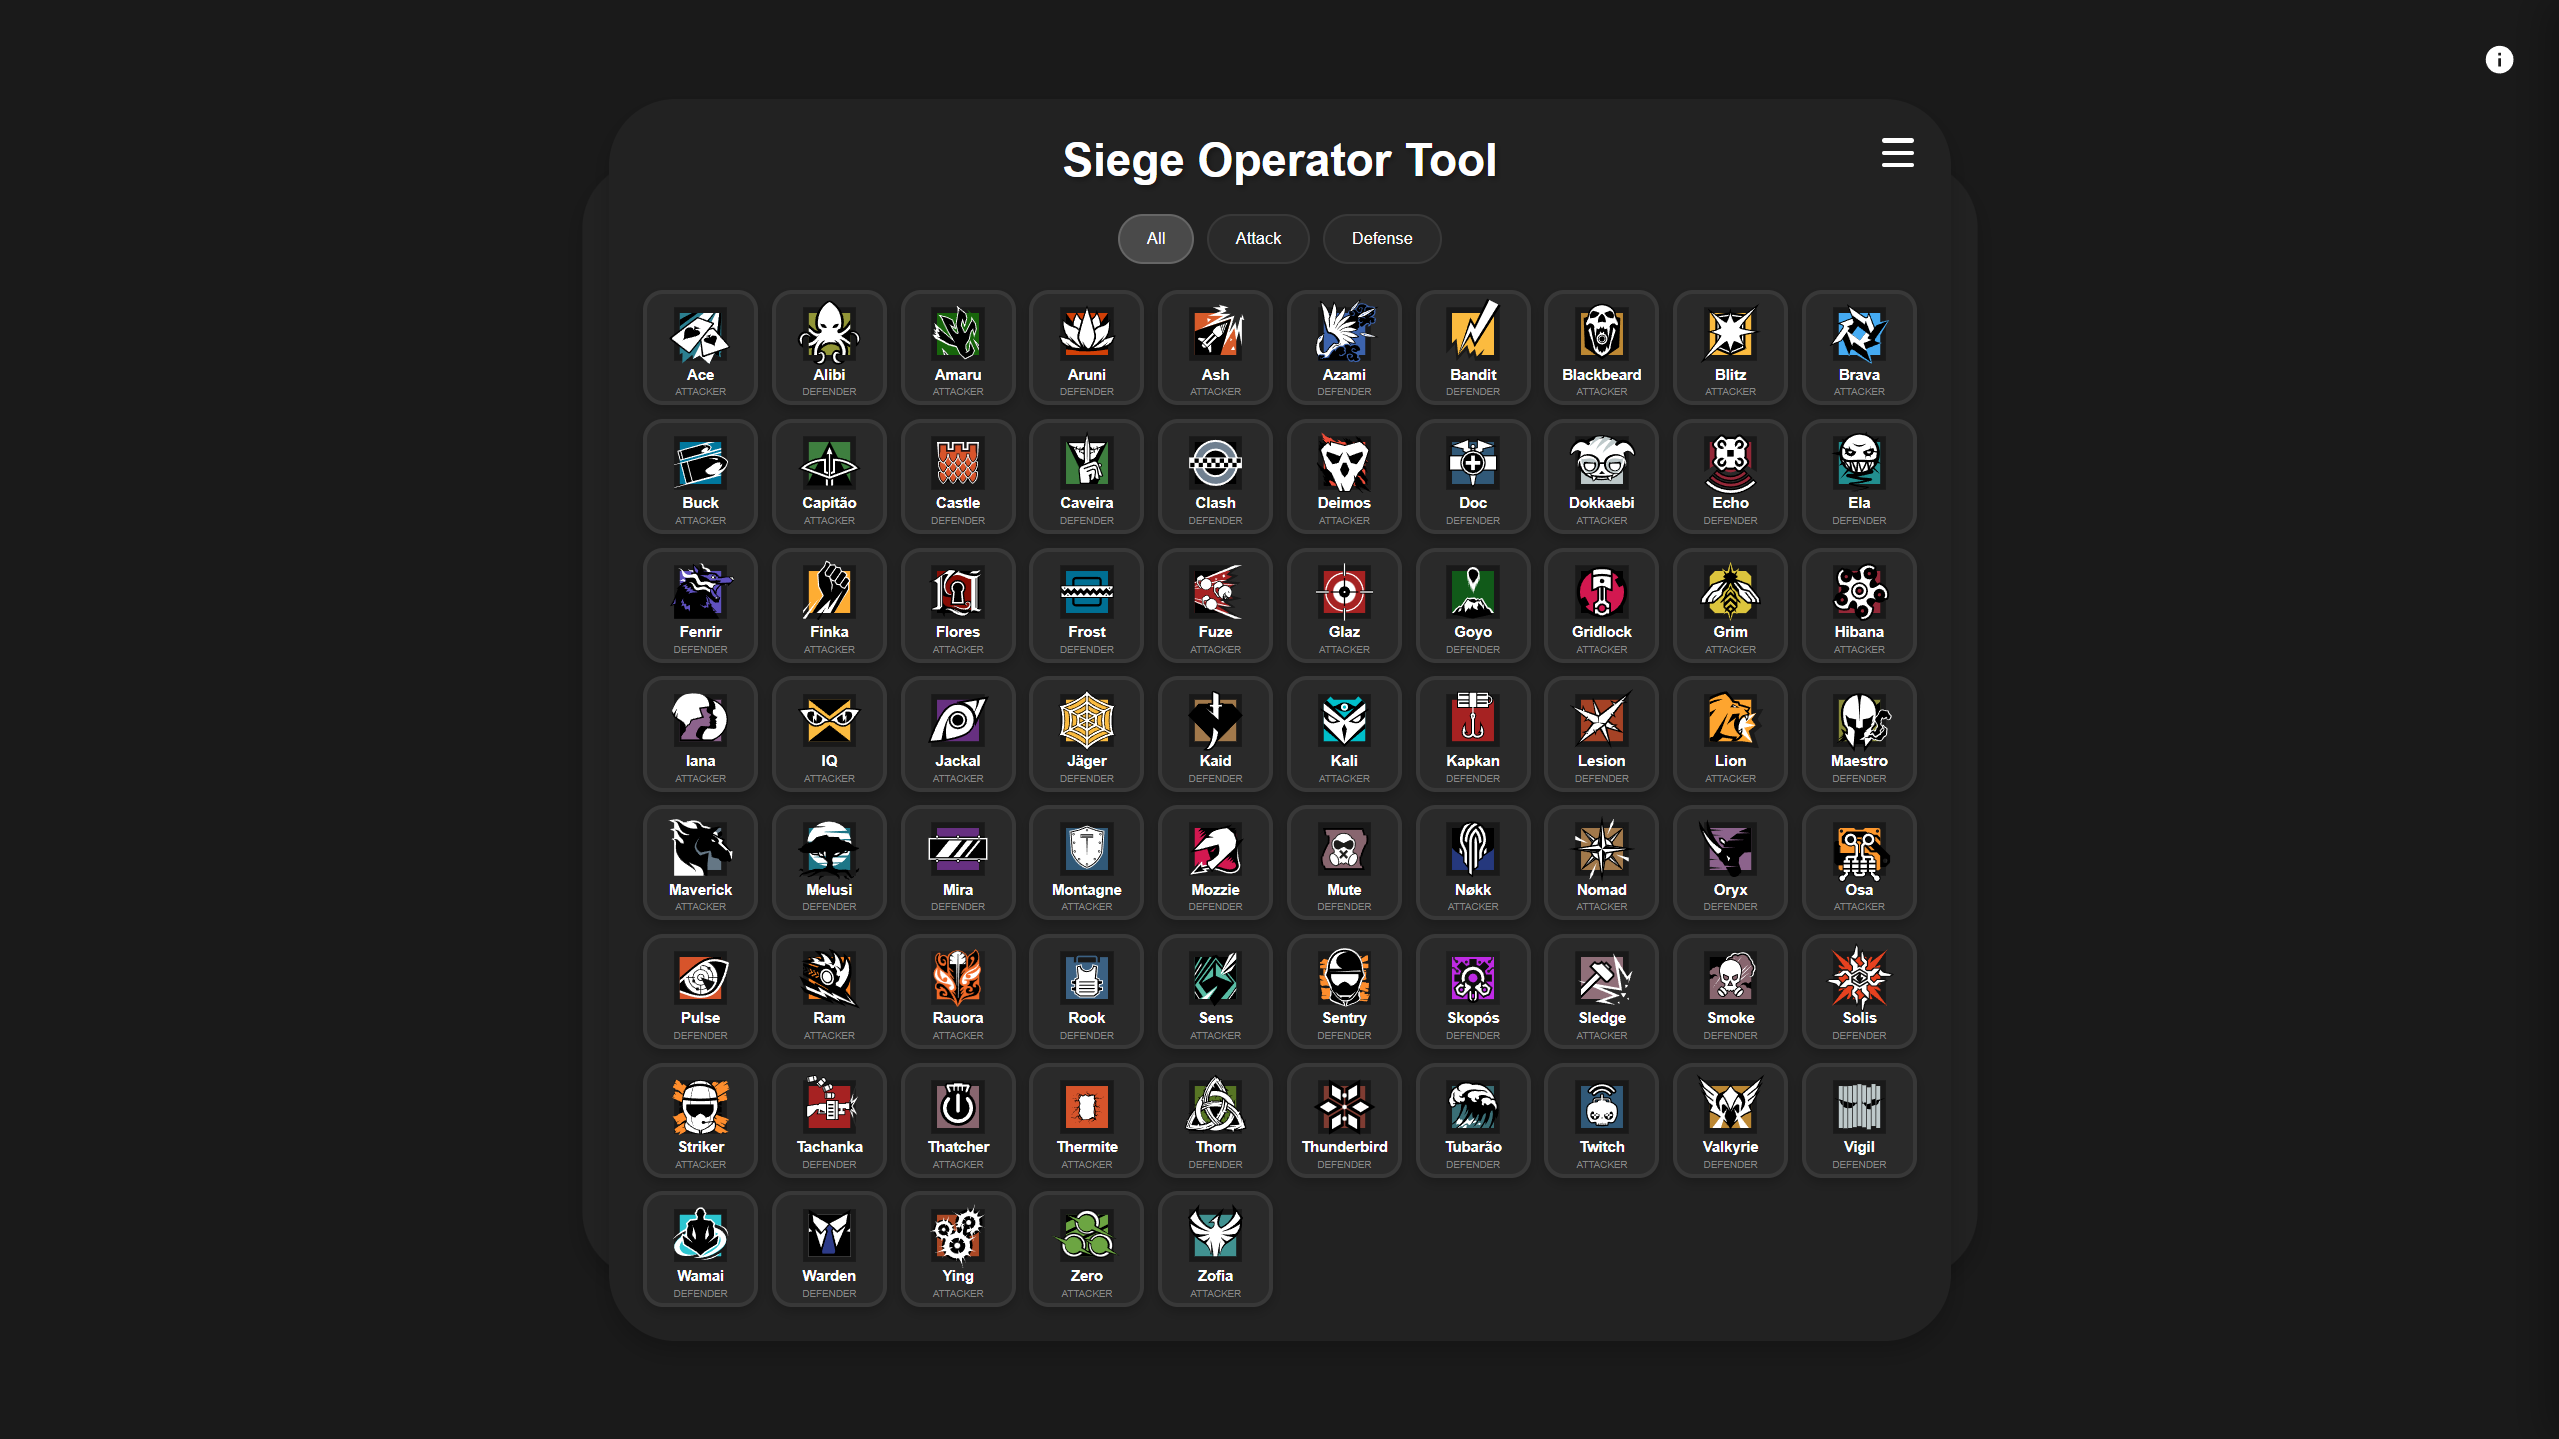 Siege Operator Tool
All Attack Defense
Ace Alibi Amaru Aruni Ash Azami Bandit Blackbeard Blitz Brava
ATTACKER DEFENDER ATTACKER DEFENDER ATTACKER DEFENDER DEFENDER ATTACKER ATTACKER ATTACKER
Buck Capitão Castle Caveira Clash Deimos Doc Dokkaebi Echo Ela
ATTACKER ATTACKER DEFENDER DEFENDER DEFENDER ATTACKER DEFENDER ATTACKER DEFENDER DEFENDER
Fenrir Finka Flores Frost Fuze Glaz Goyo Gridlock Grim Hibana
DEFENDER ATTACKER ATTACKER DEFENDER ATTACKER ATTACKER DEFENDER ATTACKER ATTACKER ATTACKER
Iana IQ Jackal Jäger Kaid Kali Kapkan Lesion Lion Maestro
ATTACKER ATTACKER ATTACKER DEFENDER DEFENDER ATTACKER DEFENDER DEFENDER ATTACKER DEFENDER
Maverick Melusi Mira Montagne Mozzie Mute Nøkk Nomad Oryx Osa
ATTACKER DEFENDER DEFENDER ATTACKER DEFENDER DEFENDER ATTACKER ATTACKER DEFENDER ATTACKER
Pulse Ram Rauora Rook Sens Sentry Skopós Sledge Smoke Solis
DEFENDER ATTACKER ATTACKER DEFENDER ATTACKER DEFENDER DEFENDER ATTACKER DEFENDER DEFENDER
Striker Tachanka Thatcher Thermite Thorn Thunderbird Tubarão Twitch Valkyrie Vigil
ATTACKER DEFENDER ATTACKER ATTACKER DEFENDER DEFENDER DEFENDER ATTACKER DEFENDER DEFENDER
Wamai Warden Ying Zero Zofia
DEFENDER DEFENDER ATTACKER ATTACKER ATTACKER